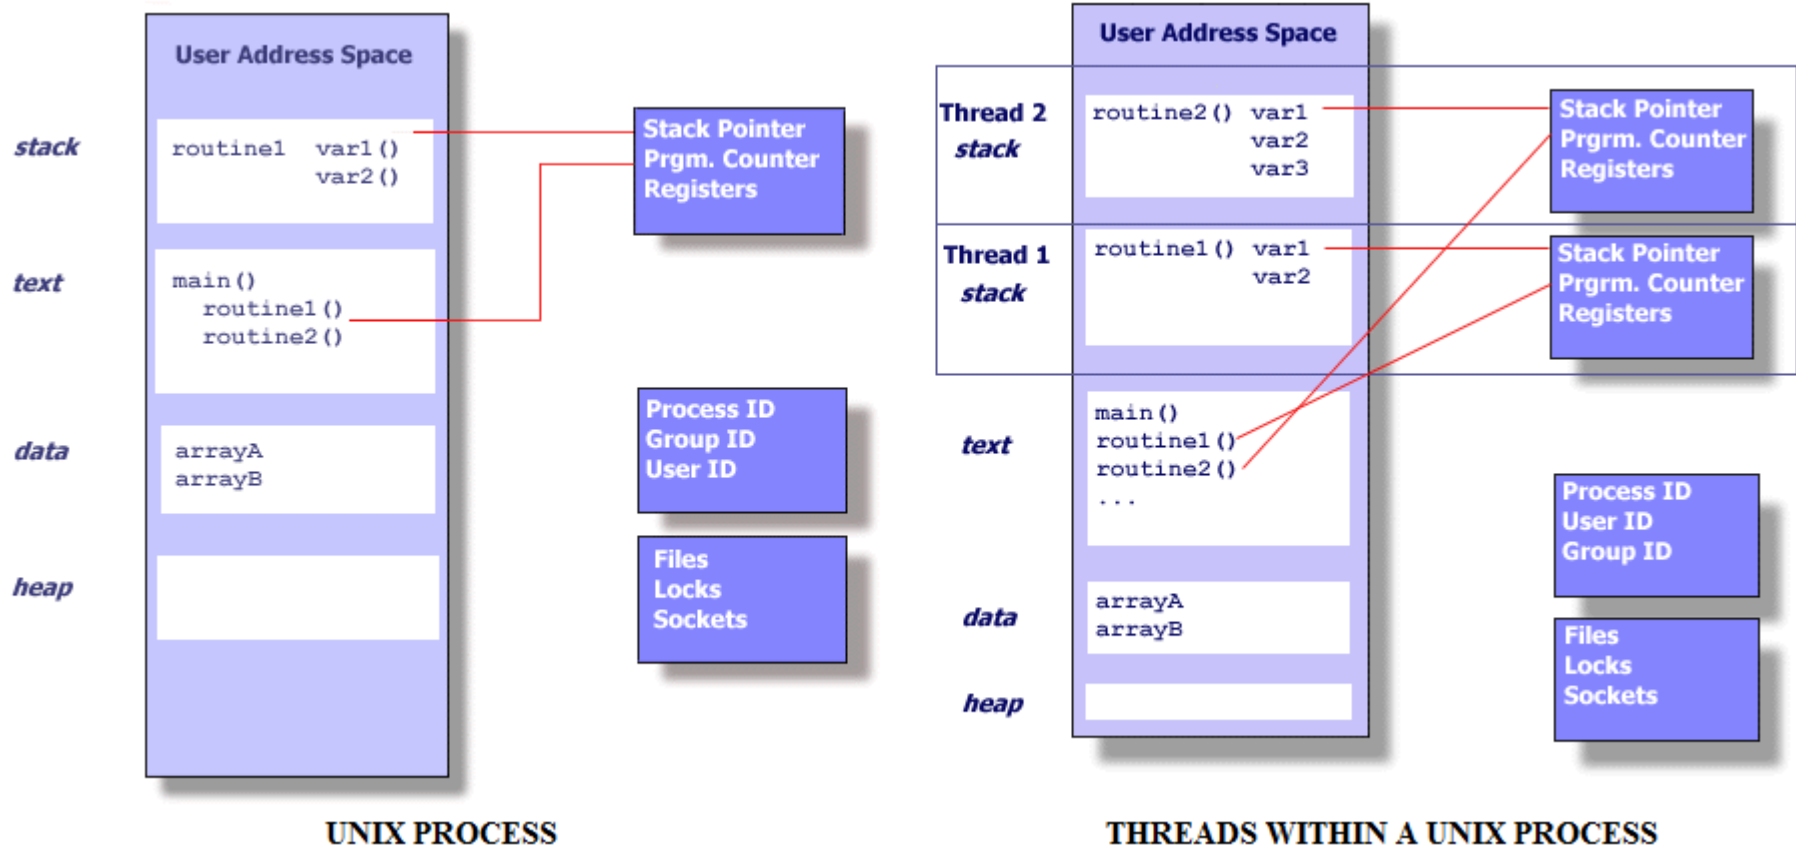 User Address Space
stack
routine1 var1()
var2()
Stack Pointer
Prgm. Counter
Registers
text
main()
routine1()
routine2()
data
arrayA
arrayB
Process ID
Group ID
User ID
heap
Files
Locks
Sockets
UNIX PROCESS
User Address Space
Thread 2
stack
routine2() var1
var2
var3
Stack Pointer
Prgrm. Counter
Registers
Thread 1
stack
routine1() var1
var2
Stack Pointer
Prgrm. Counter
Registers
text
main()
routine1()
routine2()
...
Process ID
User ID
Group ID
data
arrayA
arrayB
Files
Locks
Sockets
heap
THREADS WITHIN A UNIX PROCESS